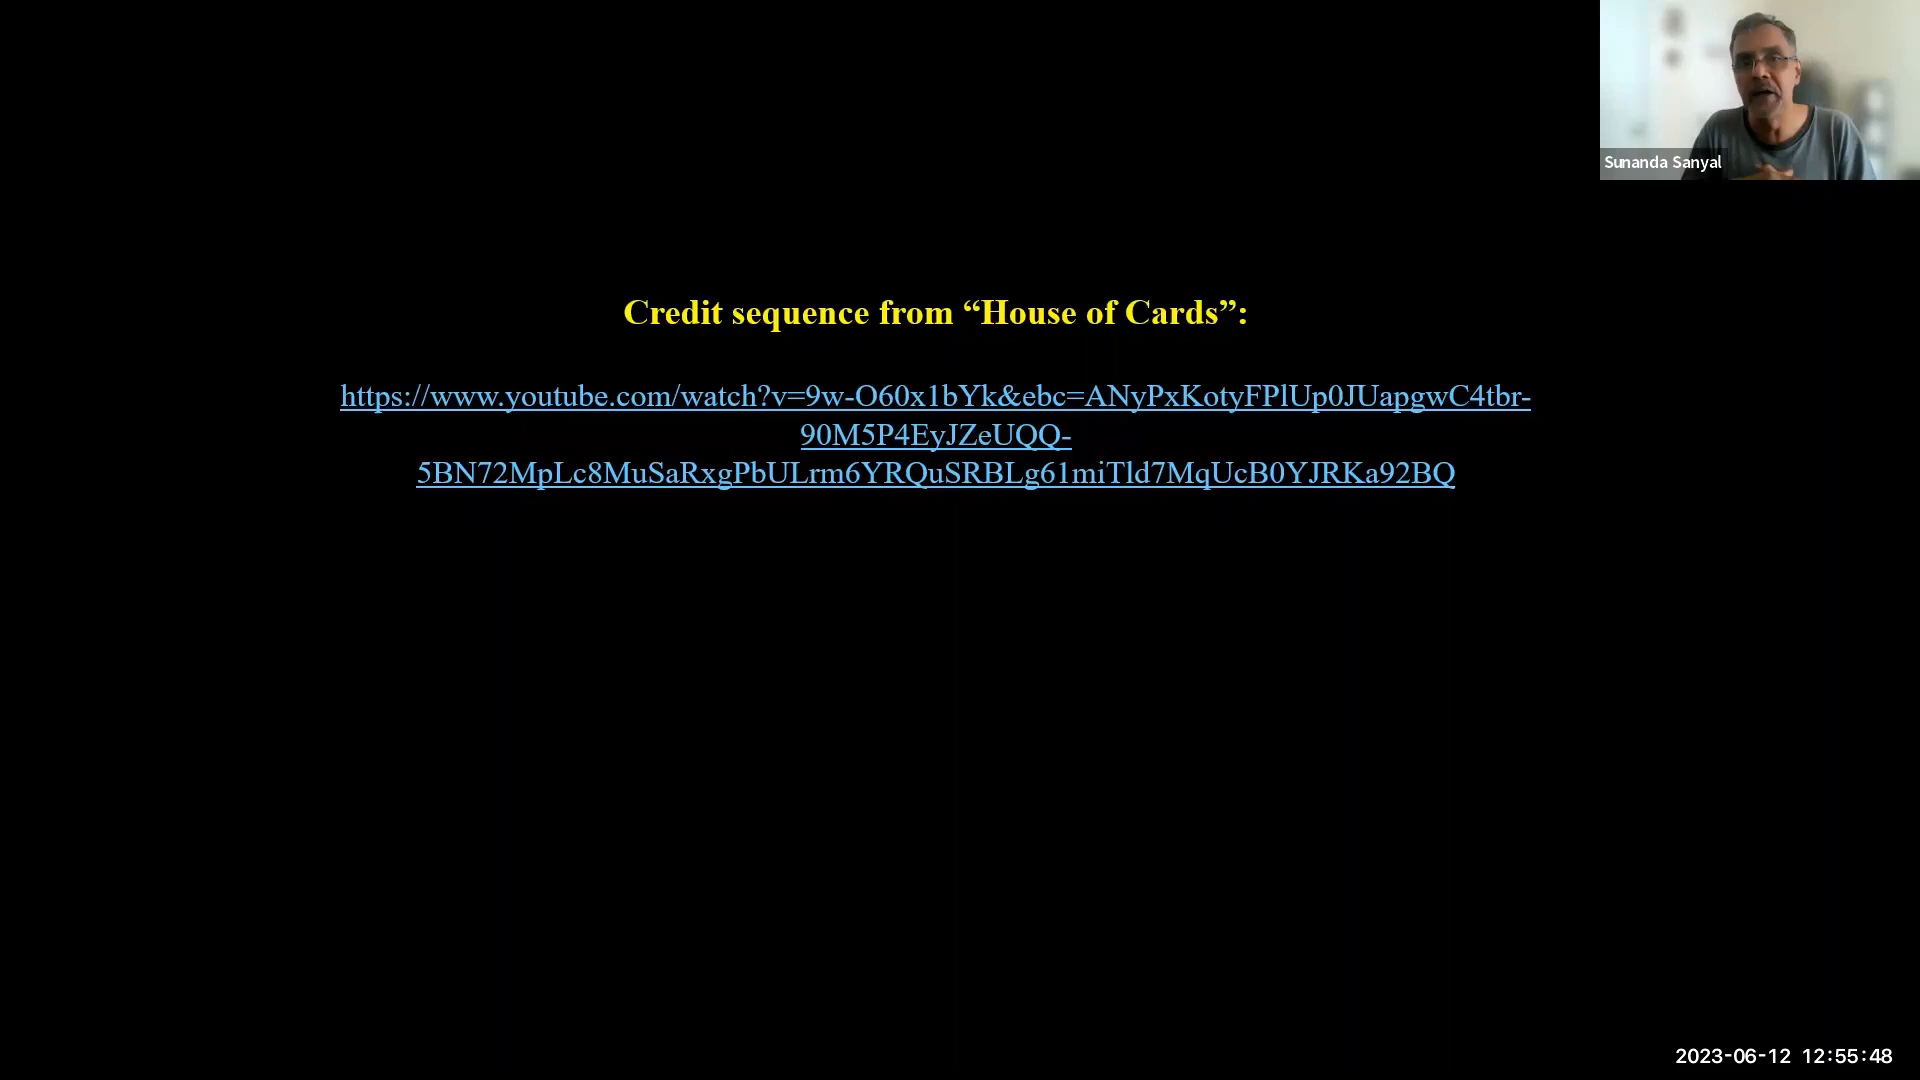 Sunanda Sanyal
Credit sequence from “House of Cards”:
https://www.youtube.com/watch?v=9w-O60x1bYk&ebc=ANyPxKotyFPlUp0JUapgwC4tbr-
90M5P4EyJZeUQQ-
5BN72MpLc8MuSaRxgPbULrm6YRQuSRBLg61miTld7MqUcB0YJRKa92BQ
2023-06-12 12:55:48